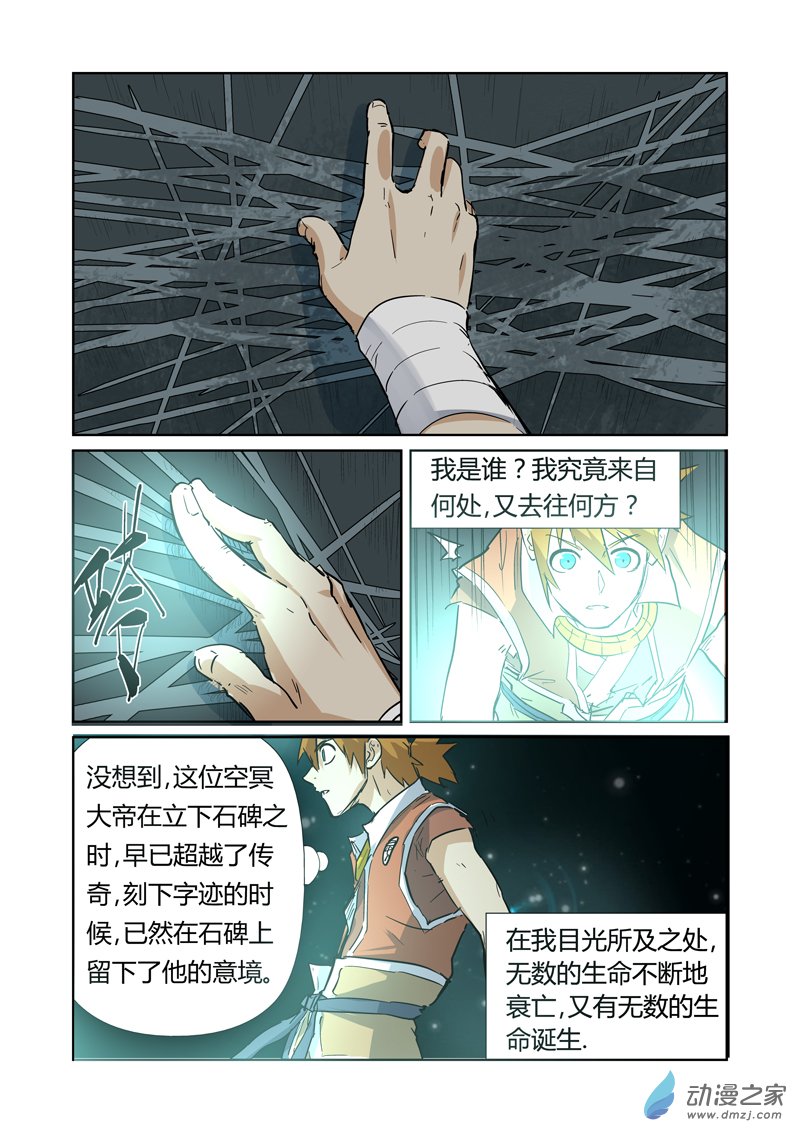 我是谁？我究竟来自
何处，又去往何方？
嗒
没想到，这位空冥
大帝在立下石碑之
时，早已超越了传
奇，刻下字迹的时
候，已然在石碑上
留下了他的意境。
在我目光所及之处，
无数的生命不断地
衰亡，又有无数的生
命诞生.
动漫之家
www.dmzj.com